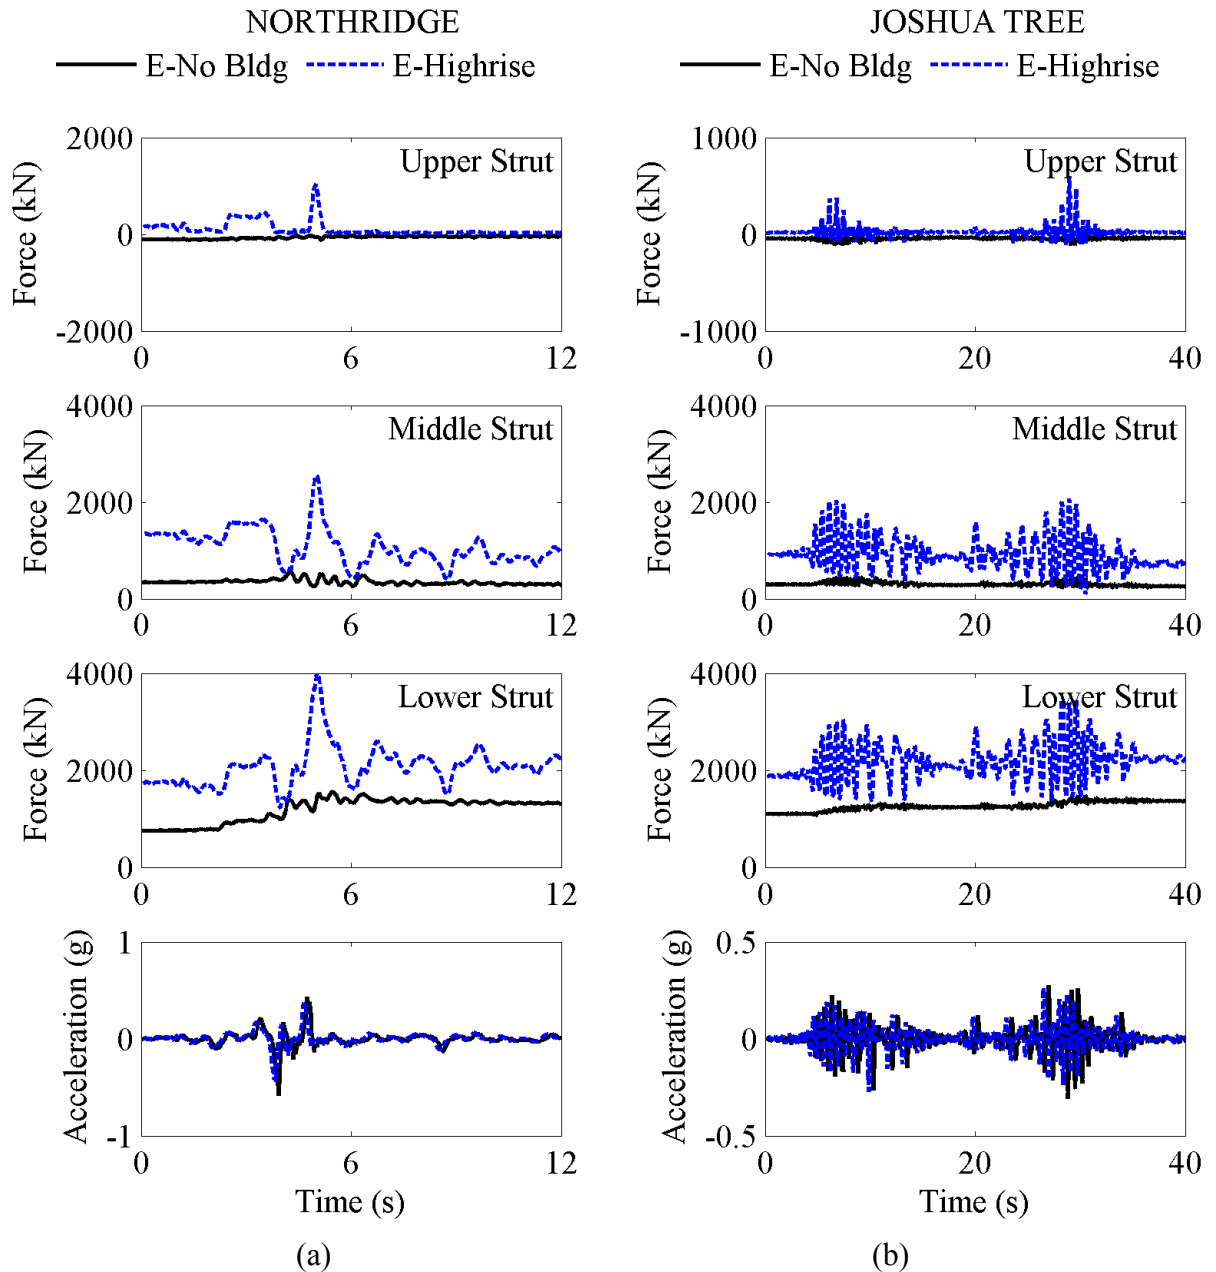 NORTHRIDGE
E-No Bldg E-Highrise
2000
Upper Strut
Force (kN)
0
-2000
0 6 12
4000
Middle Strut
Force (kN)
2000
0
0 6 12
4000
Lower Strut
Force (kN)
2000
0
0 6 12
1
Acceleration (g)
0
-1
0 6 12
Time (s)
(a)
JOSHUA TREE
E-No Bldg E-Highrise
1000
Upper Strut
Force (kN)
0
-1000
0 20 40
4000
Middle Strut
Force (kN)
2000
0
0 20 40
4000
Lower Strut
Force (kN)
2000
0
0 20 40
0.5
Acceleration (g)
0
-0.5
0 20 40
Time (s)
(b)